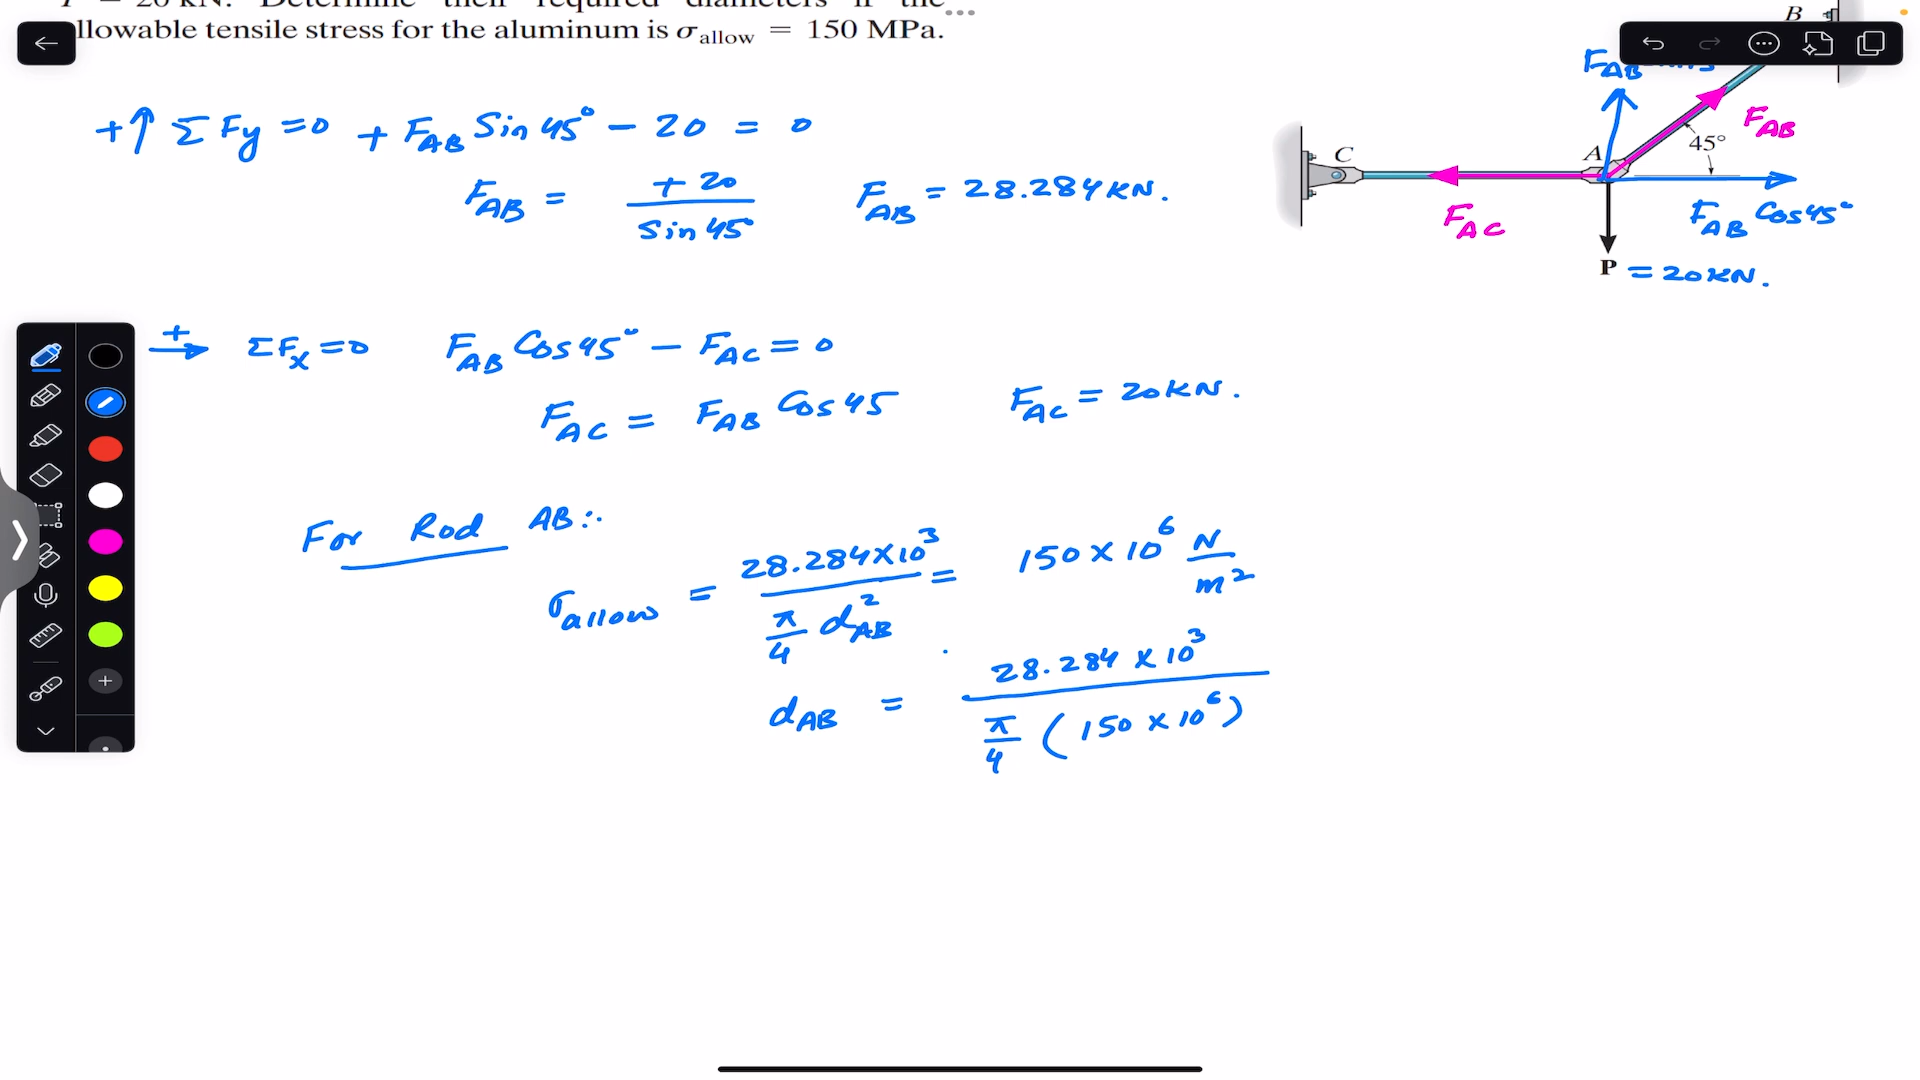 llowable tensile stress for the aluminum is σallow = 150 MPa.
B
+↑ ΣFy = 0 + FAB Sin 45° − 20 = 0
FAB = +20 / Sin 45° FAB = 28.284 KN.
FAB
FAB
45°
C
A
FAC
FAB Cos 45°
P = 20 KN.
+→ ΣFx = 0 FAB Cos 45° − FAC = 0
FAC = FAB Cos 45 FAC = 20 KN.
For Rod AB:.
σallow = 28.284 × 10³ / π/4 d²AB = 150 × 10⁶ N/m²
dAB = 28.284 × 10³ / π/4 (150 × 10⁶)